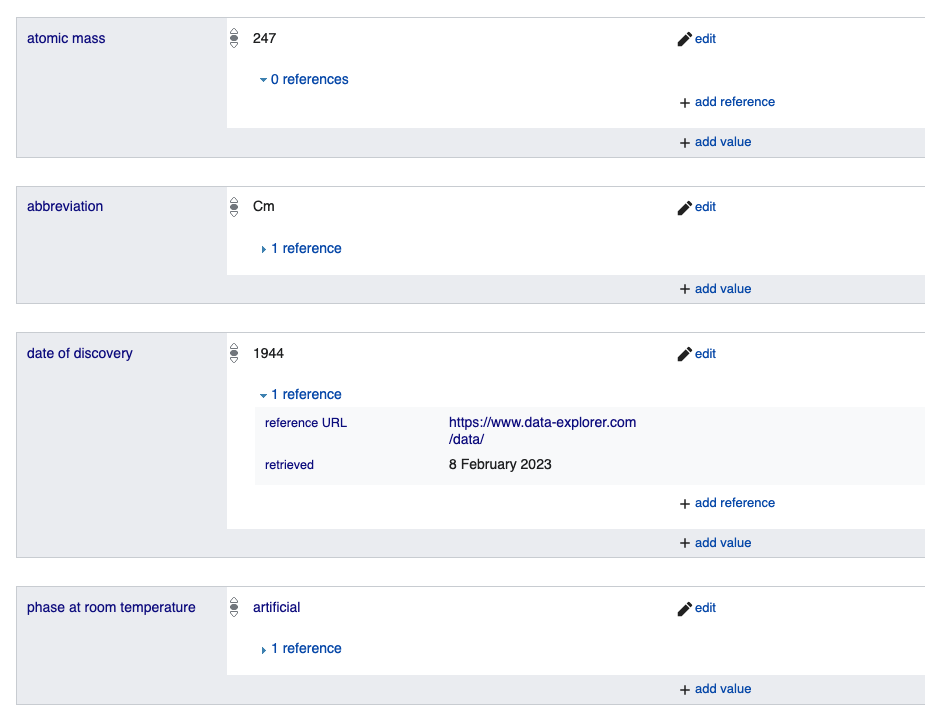 atomic mass
247
edit
0 references
add reference
add value
abbreviation
Cm
edit
1 reference
add value
date of discovery
1944
edit
1 reference
reference URL
https://www.data-explorer.com
/data/
retrieved
8 February 2023
add reference
add value
phase at room temperature
artificial
edit
1 reference
add value